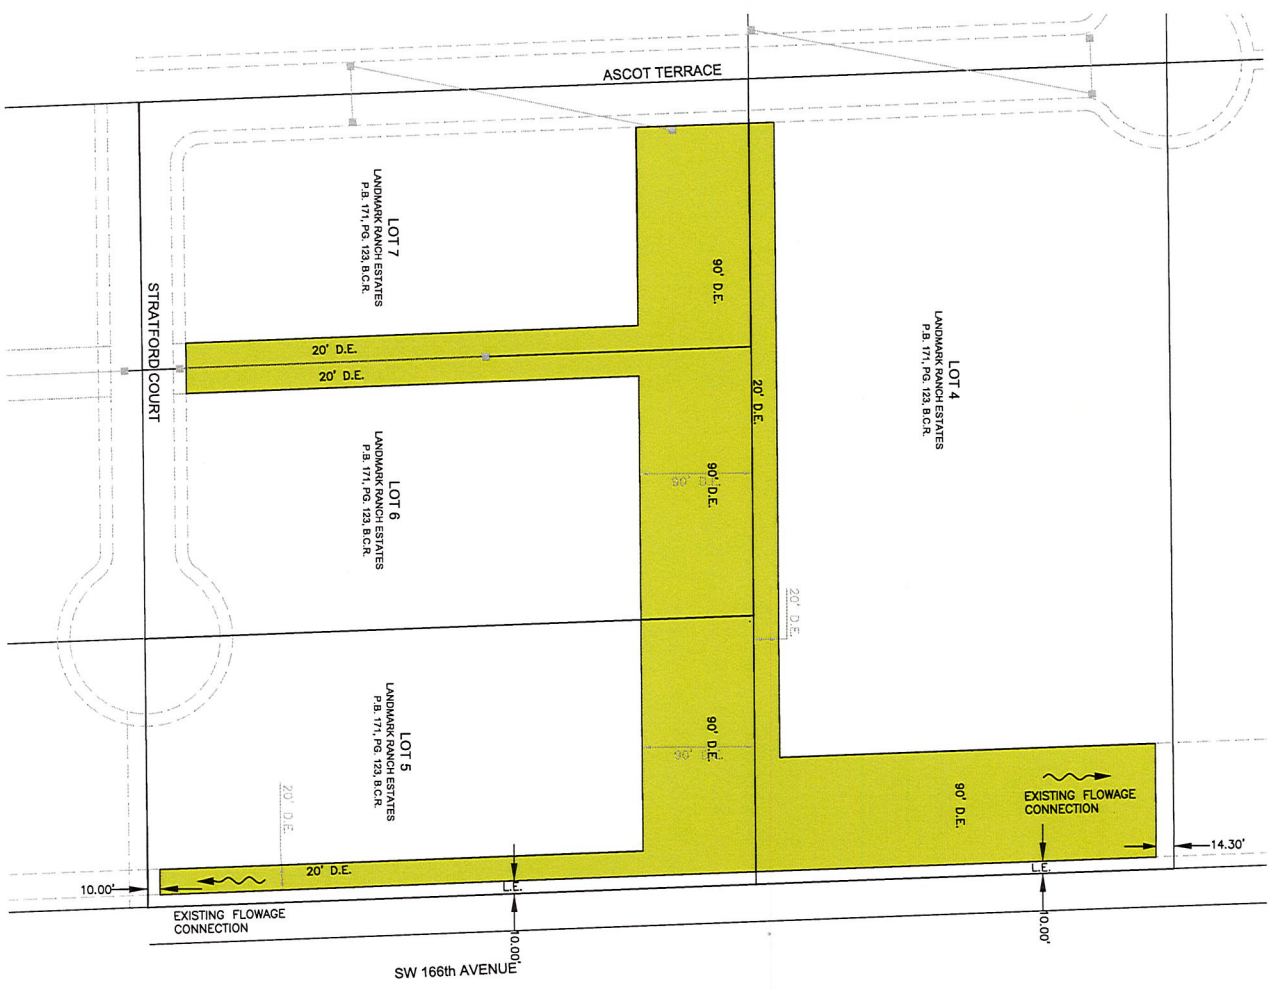 ASCOT TERRACE
LOT 7
LANDMARK RANCH ESTATES
P.B. 171, PG. 123, B.C.R.
90' D.E.
STRATFORD COURT
20' D.E.
20' D.E.
20' D.E.
LOT 4
LANDMARK RANCH ESTATES
P.B. 171, PG. 123, B.C.R.
LOT 6
LANDMARK RANCH ESTATES
P.B. 171, PG. 123, B.C.R.
90' D.E.
20' D.E.
LOT 5
LANDMARK RANCH ESTATES
P.B. 171, PG. 123, B.C.R.
90' D.E.
20' D.E.
90' D.E.
EXISTING FLOWAGE
CONNECTION
14.30'
20' D.E.
L.E.
L.E.
10.00'
EXISTING FLOWAGE
CONNECTION
10.00'
10.00'
SW 166th AVENUE